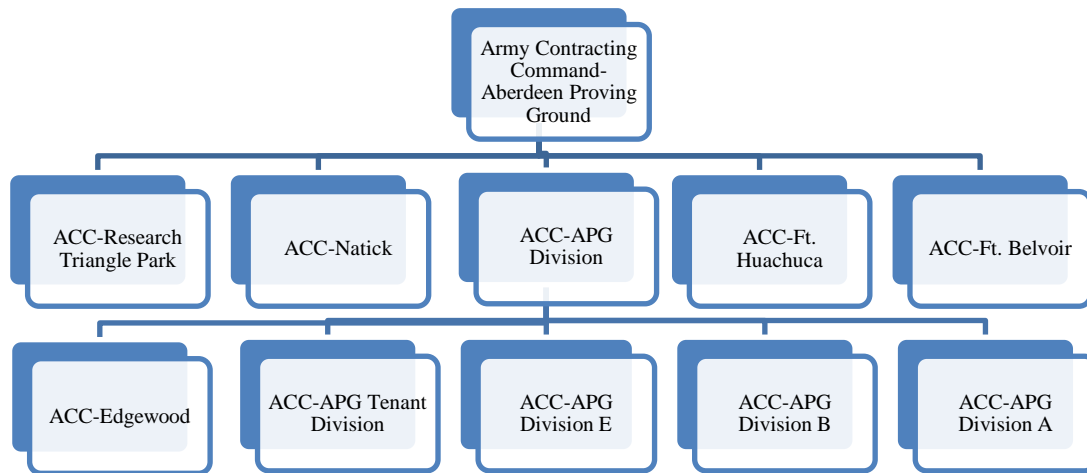 Army Contracting
Command-
Aberdeen Proving
Ground
ACC-Research
Triangle Park
ACC-Natick
ACC-APG
Division
ACC-Ft.
Huachuca
ACC-Ft. Belvoir
ACC-Edgewood
ACC-APG Tenant
Division
ACC-APG
Division E
ACC-APG
Division B
ACC-APG
Division A